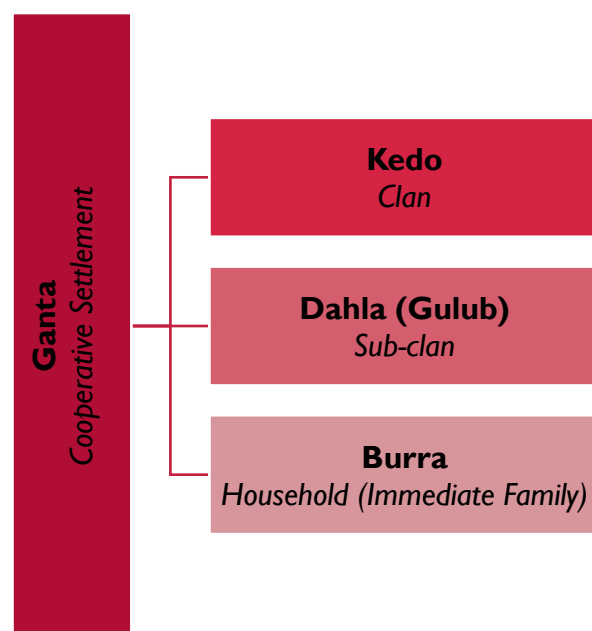 Ganta
Cooperative Settlement
Kedo
Clan
Dahla (Gulub)
Sub-clan
Burra
Household (Immediate Family)